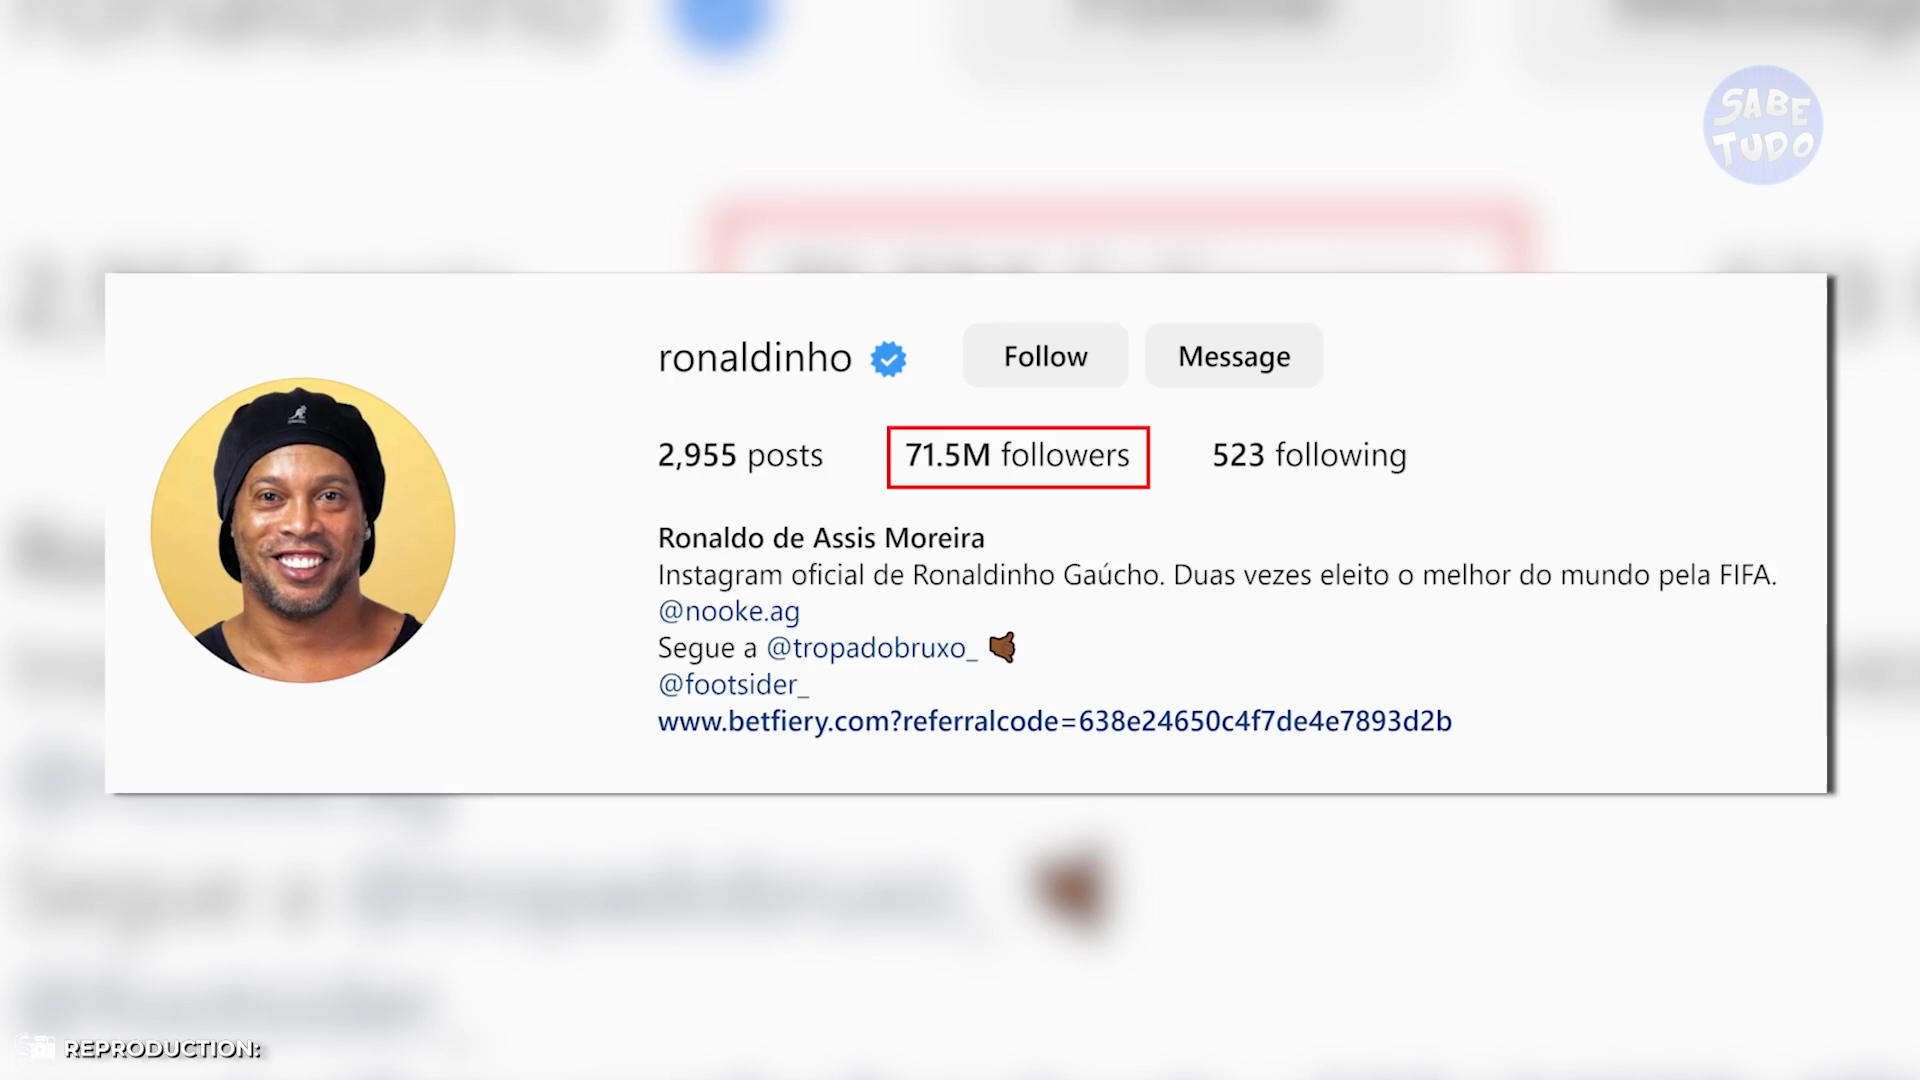 SABE
TUDO
ronaldinho
Follow
Message
2,955 posts
71.5M followers
523 following
Ronaldo de Assis Moreira
Instagram oficial de Ronaldinho Gaúcho. Duas vezes eleito o melhor do mundo pela FIFA.
@nooke.ag
Segue a @tropadobruxo_ 🤙🏾
@footsider_
www.betfiery.com?referralcode=638e24650c4f7de4e7893d2b
REPRODUCTION: